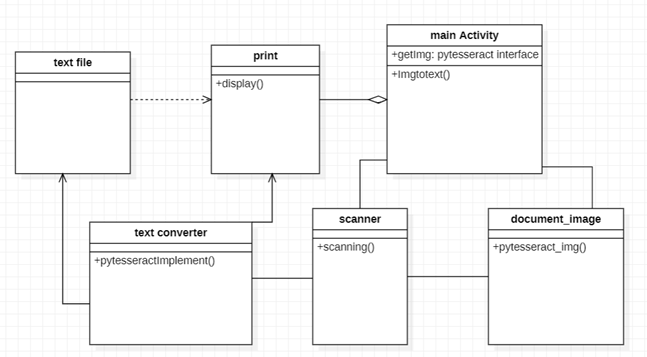 text file
print
+display()
main Activity
+getImg: pytesseract interface
+Imgtotext()
text converter
+pytesseractImplement()
scanner
+scanning()
document_image
+pytesseract_img()